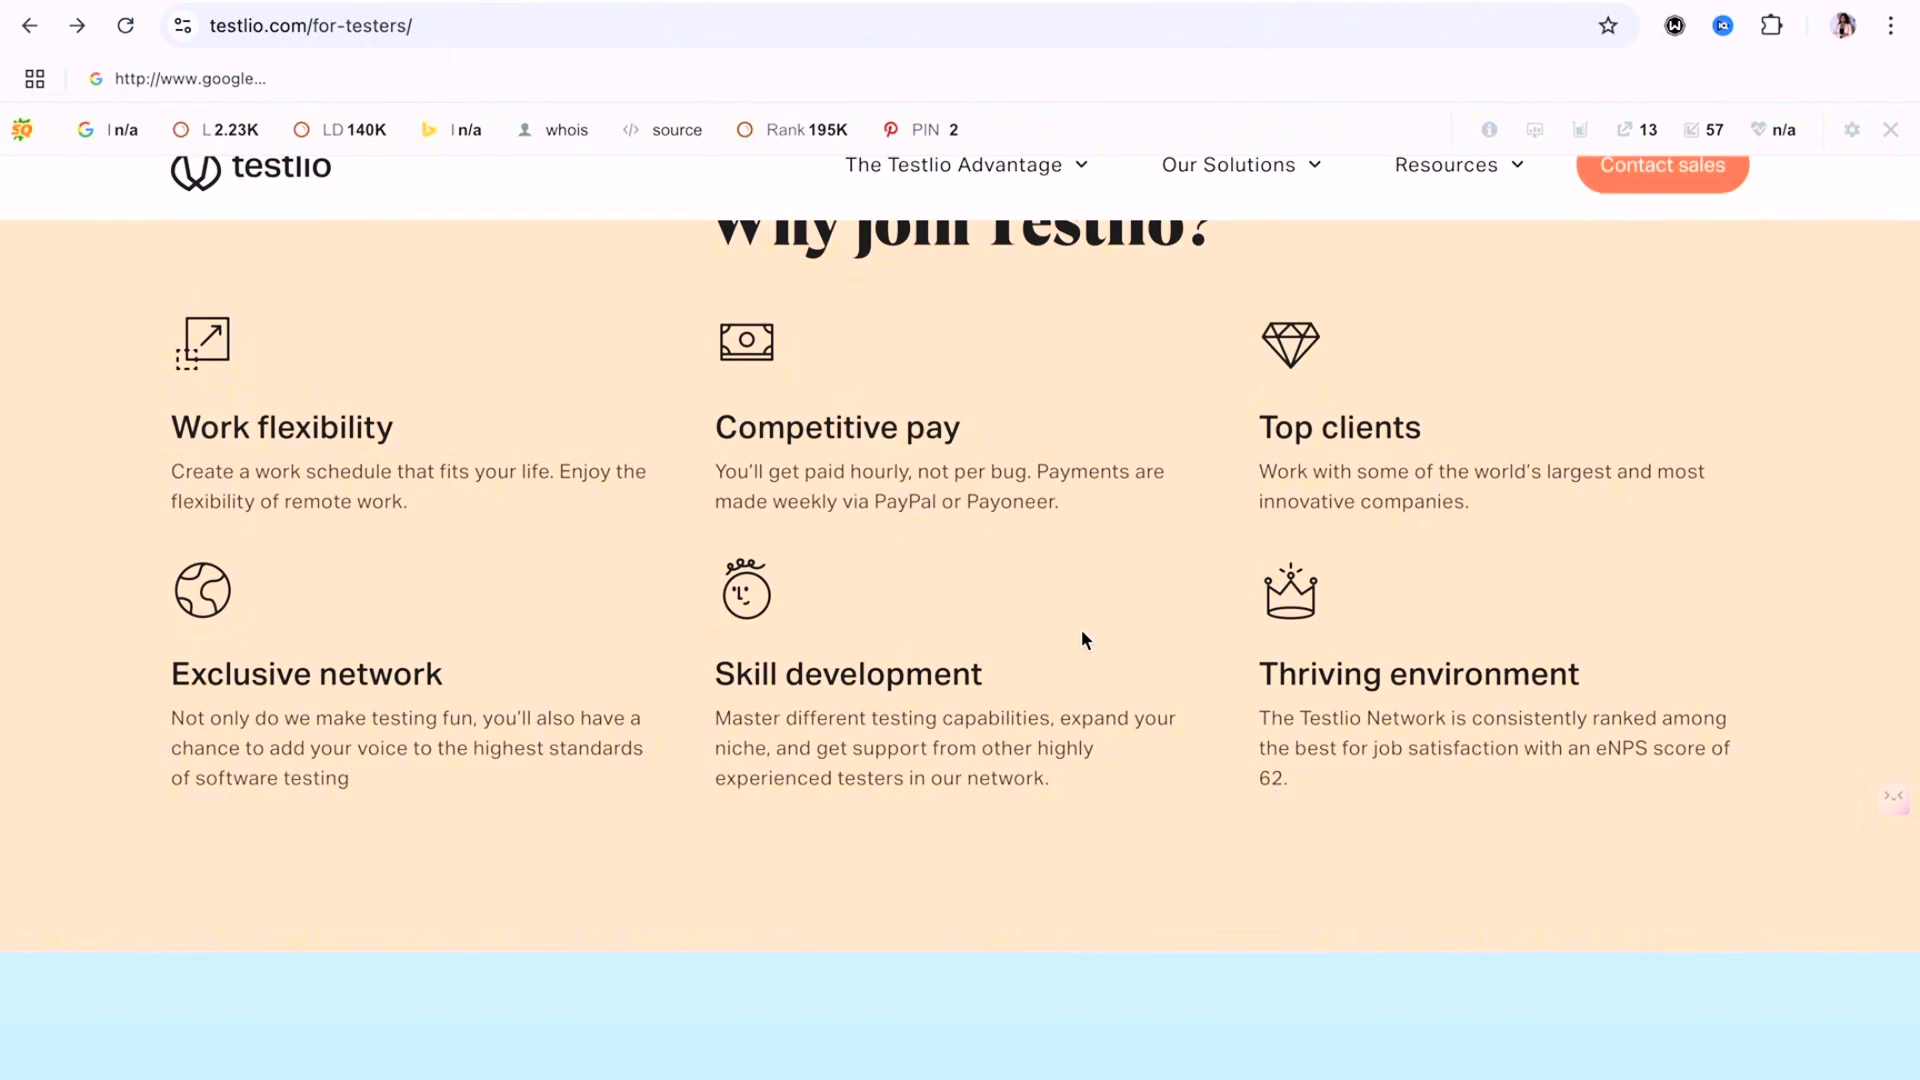 testlio.com/for-testers/
http://www.google...
I n/a
L 2.23K
LD 140K
I n/a
whois
source
Rank 195K
PIN 2
13
57
n/a
testlio
The Testlio Advantage
Our Solutions
Resources
Contact sales
Why join Testlio?
Work flexibility
Create a work schedule that fits your life. Enjoy the
flexibility of remote work.
Competitive pay
You'll get paid hourly, not per bug. Payments are
made weekly via PayPal or Payoneer.
Top clients
Work with some of the world's largest and most
innovative companies.
Exclusive network
Not only do we make testing fun, you'll also have a
chance to add your voice to the highest standards
of software testing
Skill development
Master different testing capabilities, expand your
niche, and get support from other highly
experienced testers in our network.
Thriving environment
The Testlio Network is consistently ranked among
the best for job satisfaction with an eNPS score of
62.